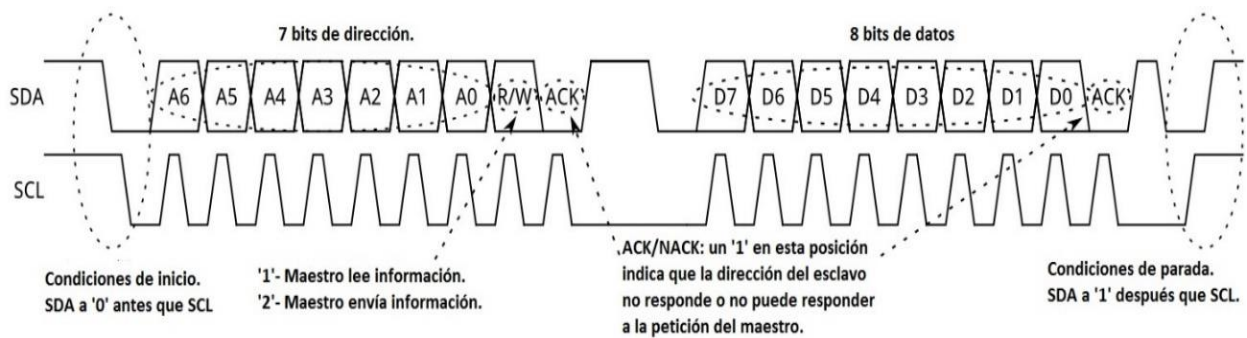 7 bits de dirección.
8 bits de datos
SDA
A6 A5 A4 A3 A2 A1 A0 R/W ACK
D7 D6 D5 D4 D3 D2 D1 D0 ACK
SCL
Condiciones de inicio.
SDA a '0' antes que SCL
'1'- Maestro lee información.
'2'- Maestro envía información.
ACK/NACK: un '1' en esta posición
indica que la dirección del esclavo
no responde o no puede responder
a la petición del maestro.
Condiciones de parada.
SDA a '1' después que SCL.